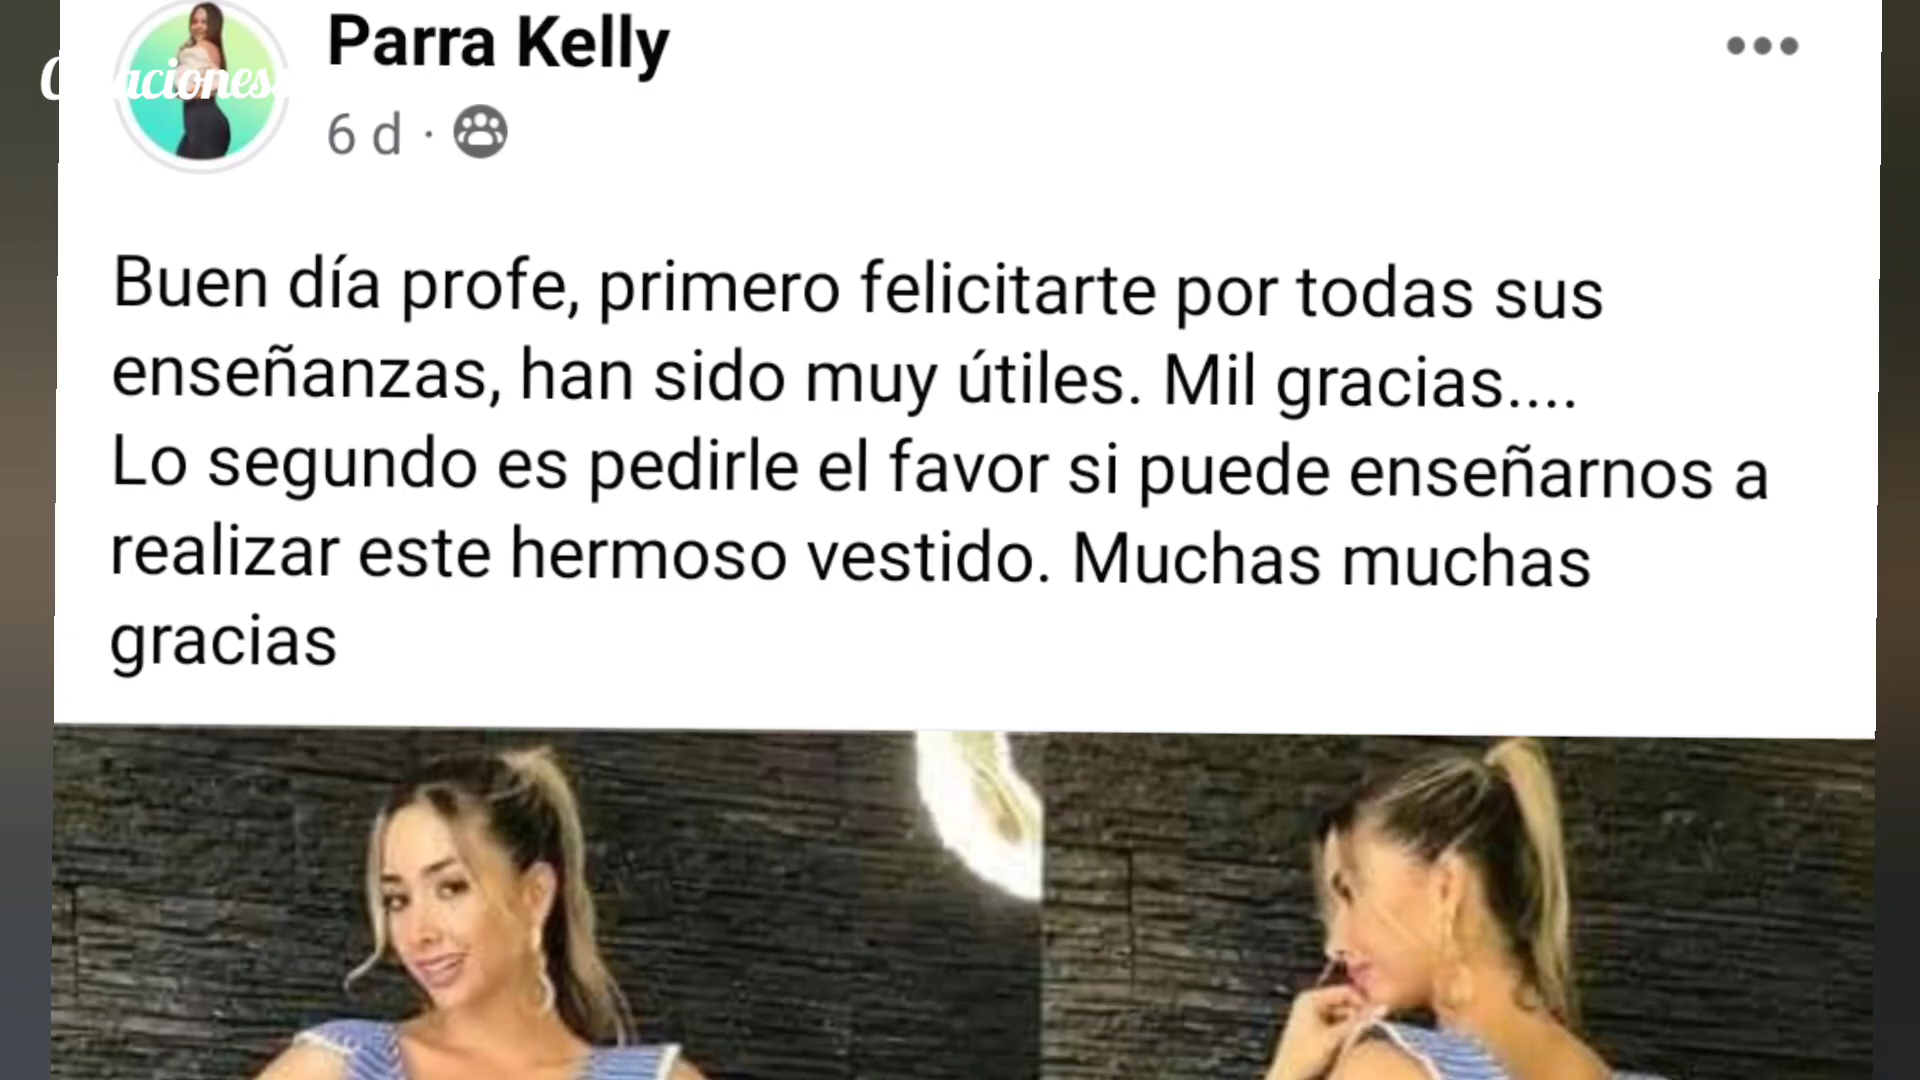 Parra Kelly
6 d ·
Buen día profe, primero felicitarte por todas sus
enseñanzas, han sido muy útiles. Mil gracias....
Lo segundo es pedirle el favor si puede enseñarnos a
realizar este hermoso vestido. Muchas muchas
gracias